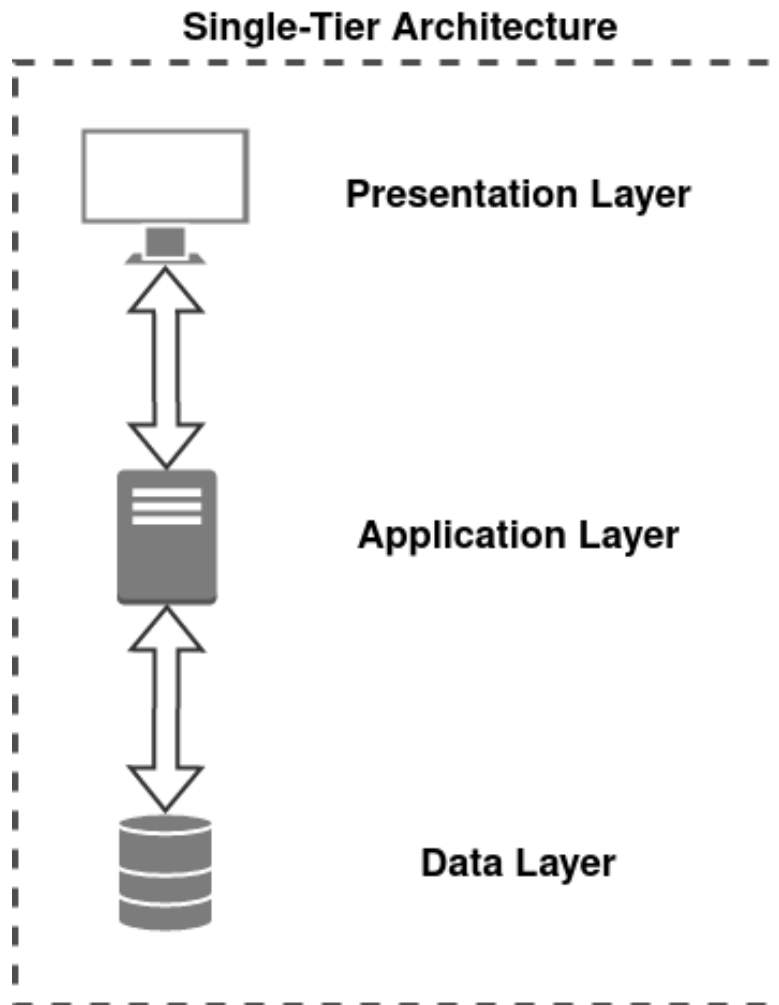 Single-Tier Architecture
Presentation Layer
Application Layer
Data Layer